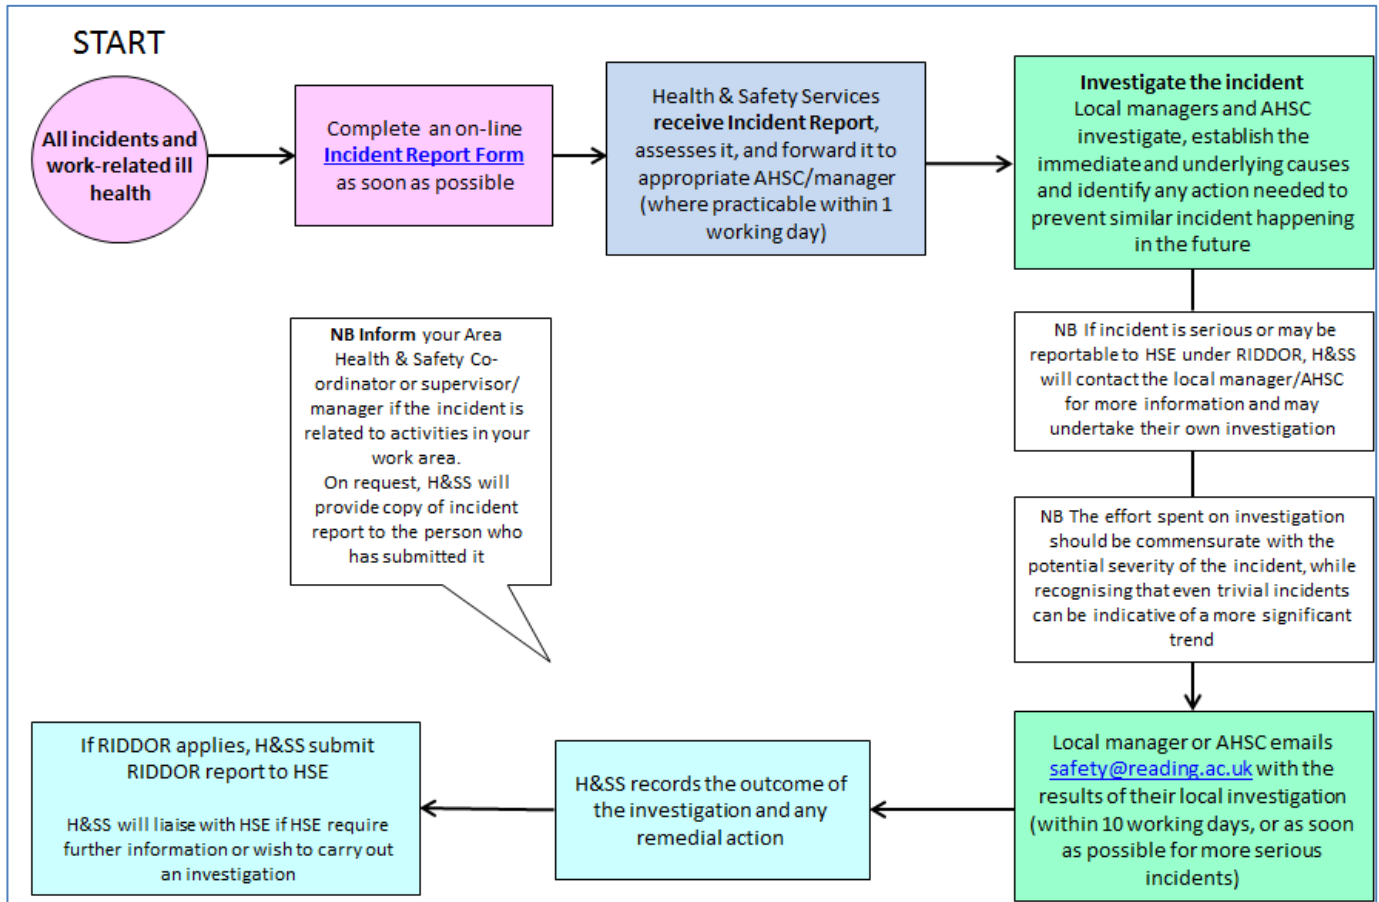 START
All incidents and
work-related ill
health
Complete an on-line
Incident Report Form
as soon as possible
Health & Safety Services
receive Incident Report,
assesses it, and forward it to
appropriate AHSC/manager
(where practicable within 1
working day)
Investigate the incident
Local managers and AHSC
investigate, establish the
immediate and underlying causes
and identify any action needed to
prevent similar incident happening
in the future
NB Inform your Area
Health & Safety Co-
ordinator or supervisor/
manager if the incident is
related to activities in your
work area.
On request, H&SS will
provide copy of incident
report to the person who
has submitted it
NB If incident is serious or may be
reportable to HSE under RIDDOR, H&SS
will contact the local manager/AHSC
for more information and may
undertake their own investigation
NB The effort spent on investigation
should be commensurate with the
potential severity of the incident, while
recognising that even trivial incidents
can be indicative of a more significant
trend
Local manager or AHSC emails
safety@reading.ac.uk with the
results of their local investigation
(within 10 working days, or as soon
as possible for more serious
incidents)
H&SS records the outcome of
the investigation and any
remedial action
If RIDDOR applies, H&SS submit
RIDDOR report to HSE
H&SS will liaise with HSE if HSE require
further information or wish to carry out
an investigation